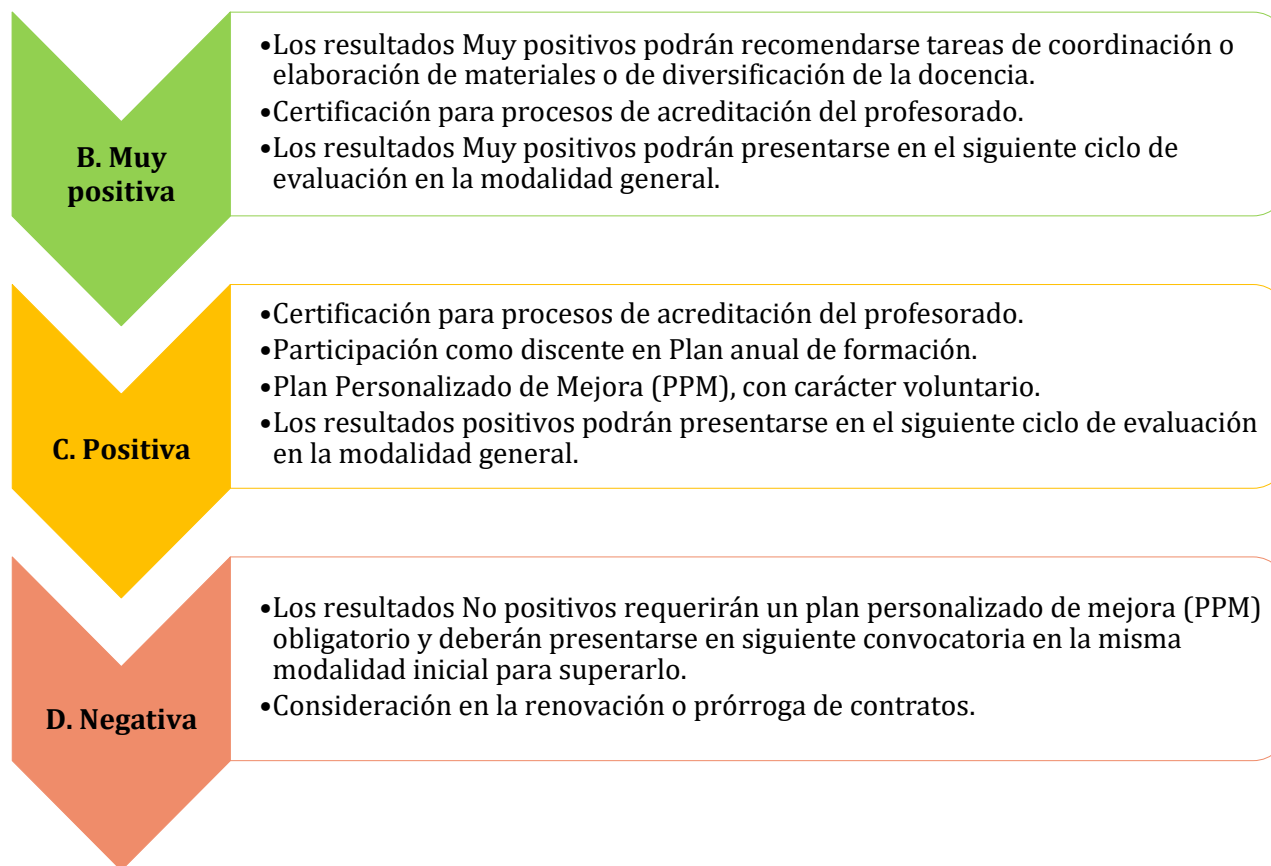 B. Muy
positiva
•Los resultados Muy positivos podrán recomendarse tareas de coordinación o
elaboración de materiales o de diversificación de la docencia.
•Certificación para procesos de acreditación del profesorado.
•Los resultados Muy positivos podrán presentarse en el siguiente ciclo de
evaluación en la modalidad general.
C. Positiva
•Certificación para procesos de acreditación del profesorado.
•Participación como discente en Plan anual de formación.
•Plan Personalizado de Mejora (PPM), con carácter voluntario.
•Los resultados positivos podrán presentarse en el siguiente ciclo de evaluación
en la modalidad general.
D. Negativa
•Los resultados No positivos requerirán un plan personalizado de mejora (PPM)
obligatorio y deberán presentarse en siguiente convocatoria en la misma
modalidad inicial para superarlo.
•Consideración en la renovación o prórroga de contratos.